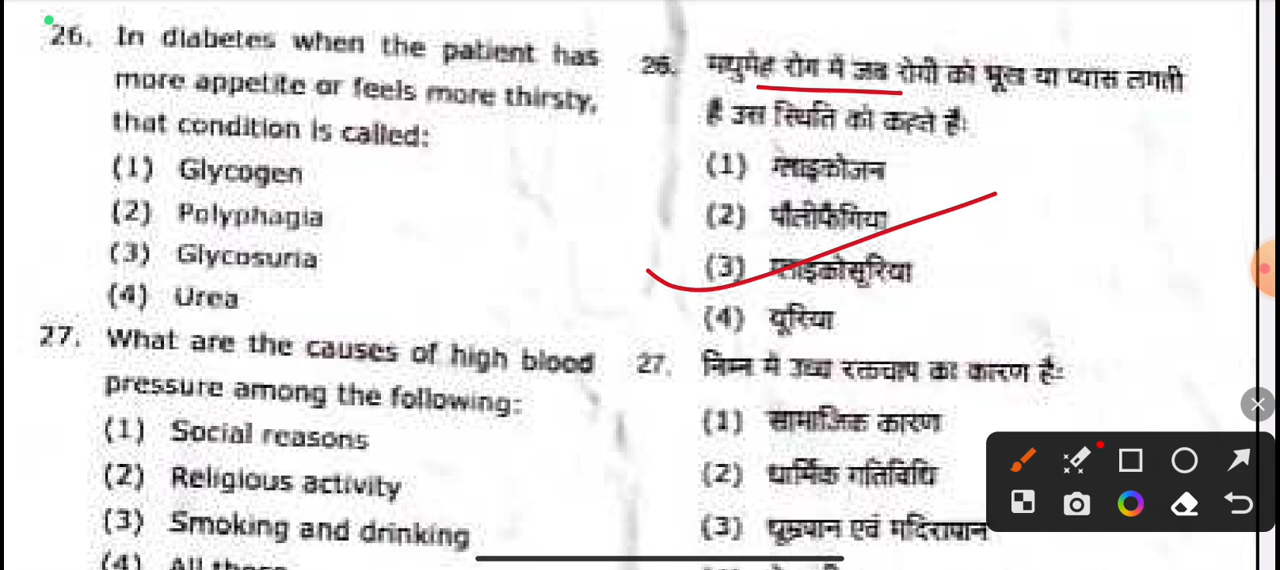 26. In diabetes when the patient has
more appetite or feels more thirsty,
that condition is called:
(1) Glycogen
(2) Polyphagia
(3) Glycosuria
(4) Urea
27. What are the causes of high blood
pressure among the following:
(1) Social reasons
(2) Religious activity
(3) Smoking and drinking
(4) All these
26. मधुमेह रोग में जब रोगी को भूख या प्यास लगती
है उस स्थिति को कहते हैः
(1) ग्लाइकोजन
(2) पौलीफैगिया
(3) ग्लाइकोसूरिया
(4) यूरिया
27. निम्न में उच्च रक्तचाप का कारण हैः
(1) सामाजिक कारण
(2) धार्मिक गतिविधि
(3) धूम्रपान एवं मदिरापान